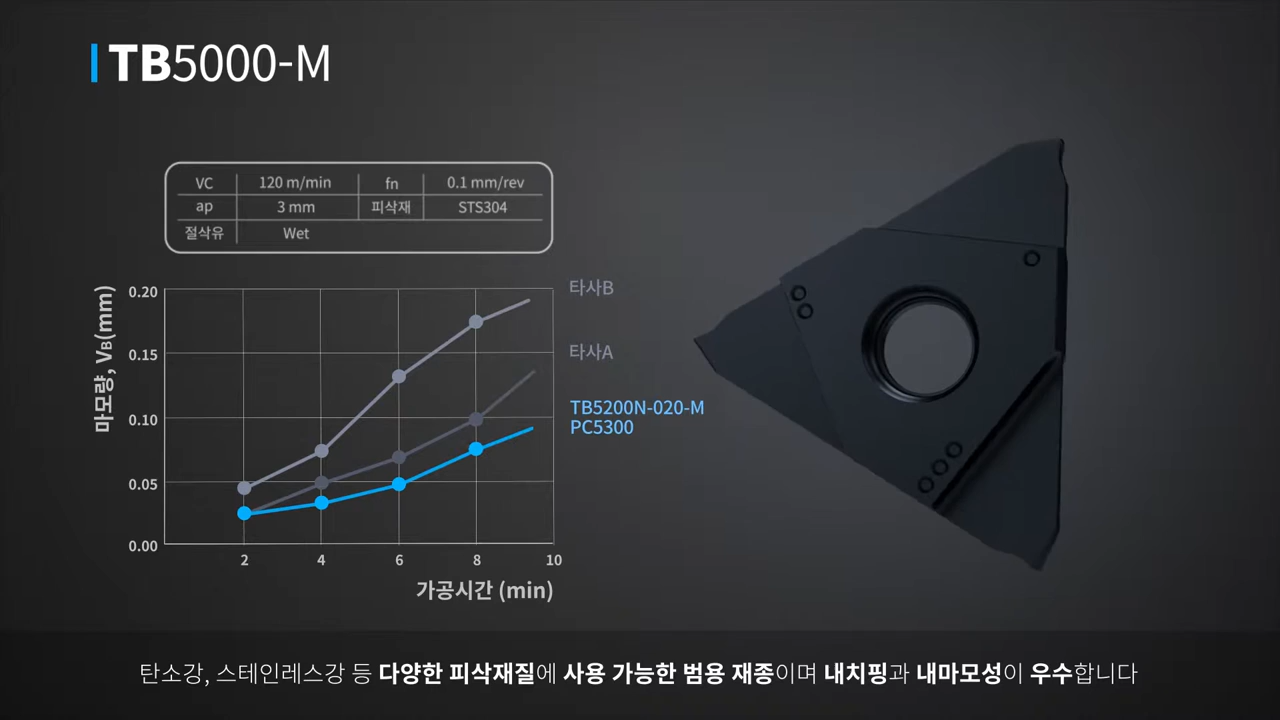 TB5000-M
VC 120 m/min fn 0.1 mm/rev
ap 3 mm 피삭재 STS304
절삭유 Wet
마모량, VB(mm)
0.20
0.15
0.10
0.05
0.00
2 4 6 8 10
가공시간 (min)
타사B
타사A
TB5200N-020-M
PC5300
탄소강, 스테인레스강 등 다양한 피삭재질에 사용 가능한 범용 재종이며 내치핑과 내마모성이 우수합니다